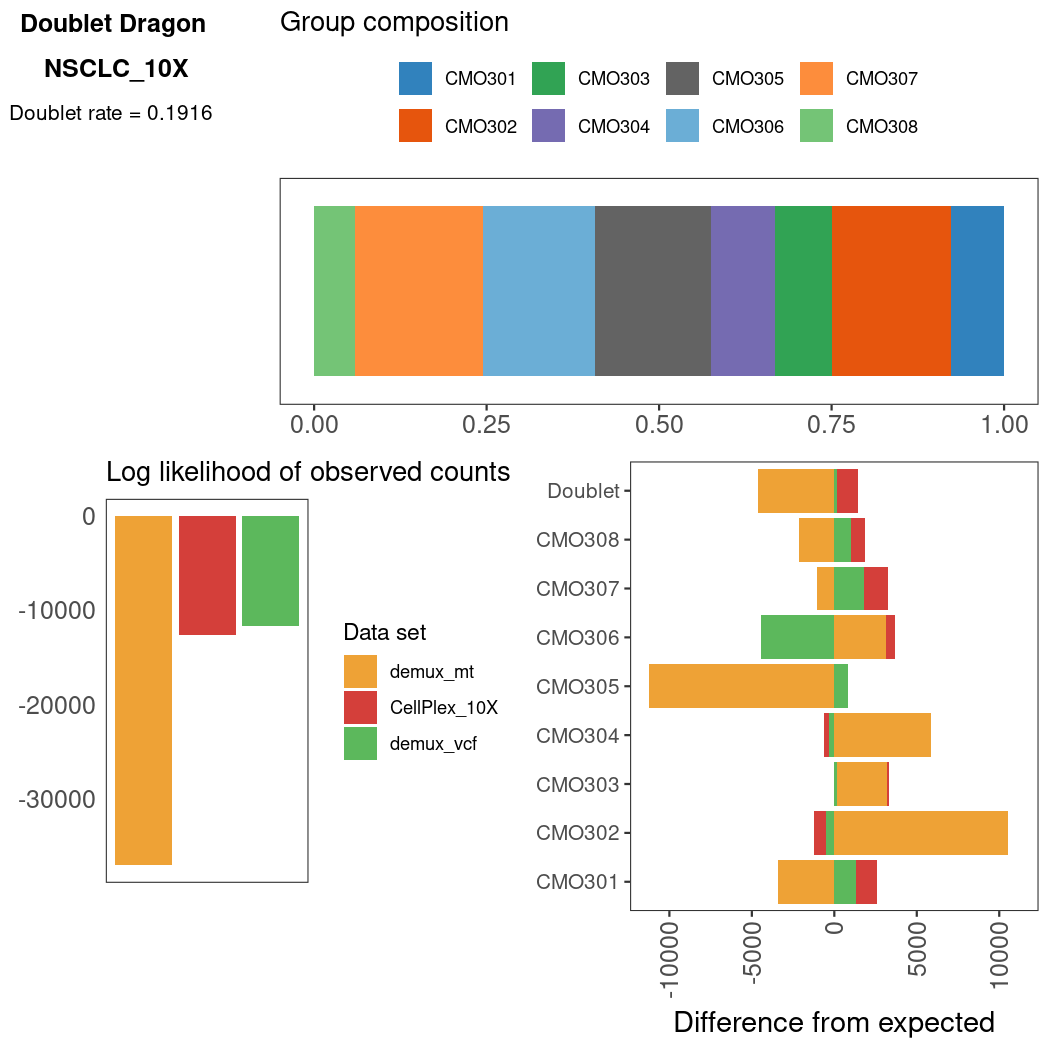 Doublet Dragon
NSCLC_10X
Doublet rate = 0.1916
Group composition
CMO301 CMO303 CMO305 CMO307
CMO302 CMO304 CMO306 CMO308
0.00 0.25 0.50 0.75 1.00
Log likelihood of observed counts
0
-10000
-20000
-30000
Data set
demux_mt
CellPlex_10X
demux_vcf
Doublet
CMO308
CMO307
CMO306
CMO305
CMO304
CMO303
CMO302
CMO301
-10000 -5000 0 5000 10000
Difference from expected